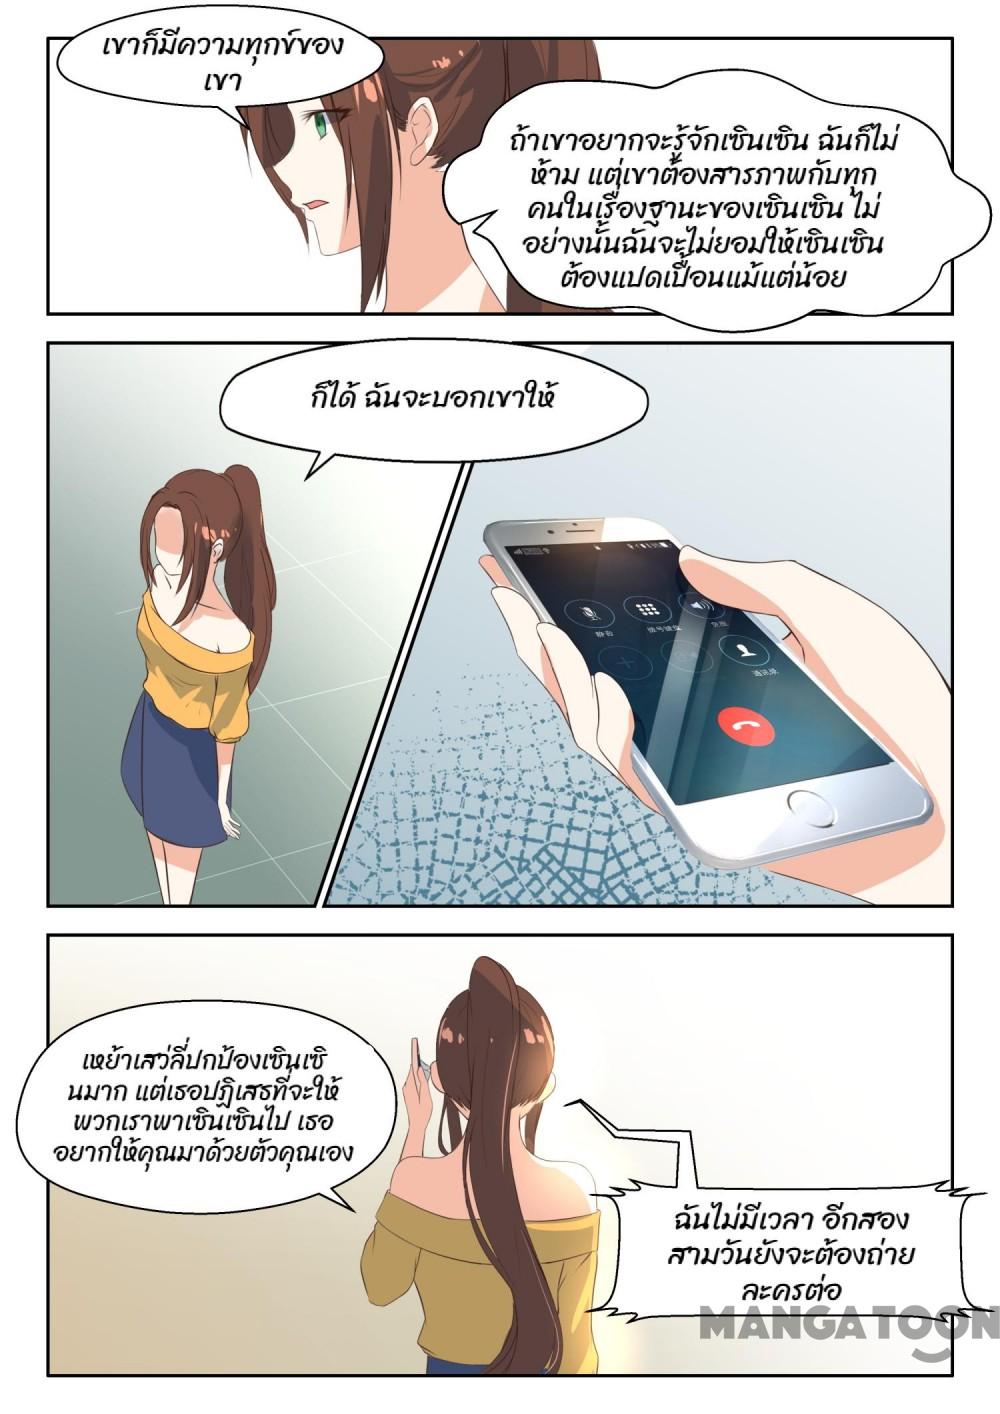 เขาก็มีความทุกข์ของ
เขา
ถ้าเขาอยากจะรู้จักเซินเซิน ฉันก็ไม่
ห้าม แต่เขาต้องสารภาพกับทุก
คนในเรื่องฐานะของเซินเซิน ไม่
อย่างนั้นฉันจะไม่ยอมให้เซินเซิน
ต้องแปดเปื้อนแม้แต่น้อย
ก็ได้ ฉันจะบอกเขาให้
静音
拨号键盘
免提
通讯录
เหย้าเสว่ลี่ปกป้องเซินเซิ
นมาก แต่เธอปฏิเสธที่จะให้
พวกเราพาเซินเซินไป เธอ
อยากให้คุณมาด้วยตัวคุณเอง
ฉันไม่มีเวลา อีกสอง
สามวันยังจะต้องถ่าย
ละครต่อ
MANGATOON